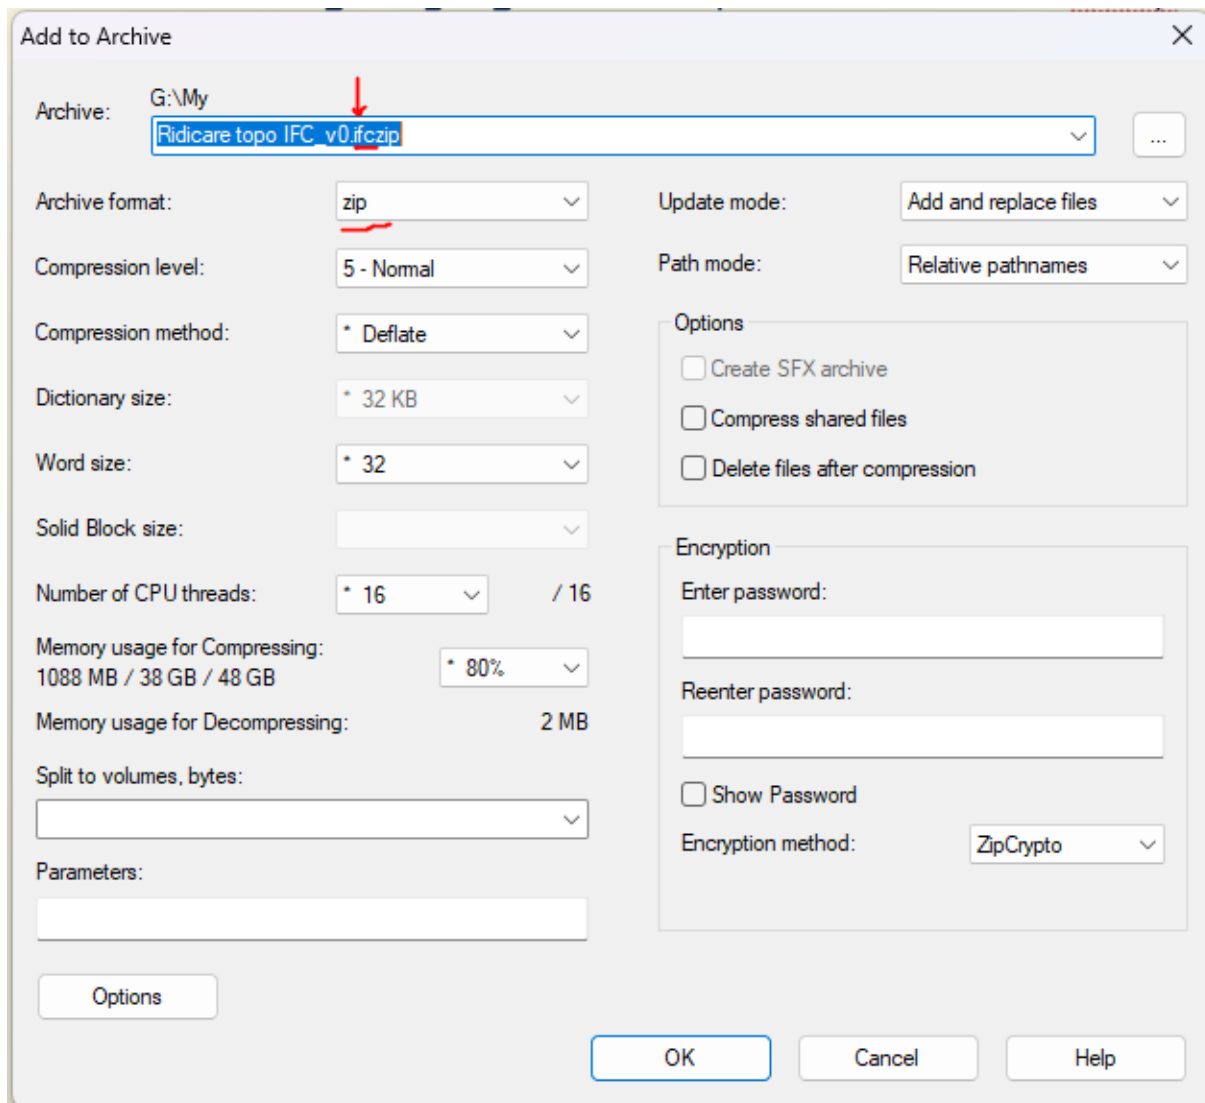 Add to Archive
Archive:
G:\My
Ridicare topo IFC_v0.ifczip
...
Archive format:
zip
Compression level:
5 - Normal
Compression method:
* Deflate
Dictionary size:
* 32 KB
Word size:
* 32
Solid Block size:
Number of CPU threads:
* 16
/ 16
Memory usage for Compressing:
1088 MB / 38 GB / 48 GB
* 80%
Memory usage for Decompressing:
2 MB
Split to volumes, bytes:
Parameters:
Options
Update mode:
Add and replace files
Path mode:
Relative pathnames
Options
Create SFX archive
Compress shared files
Delete files after compression
Encryption
Enter password:
Reenter password:
Show Password
Encryption method:
ZipCrypto
OK
Cancel
Help